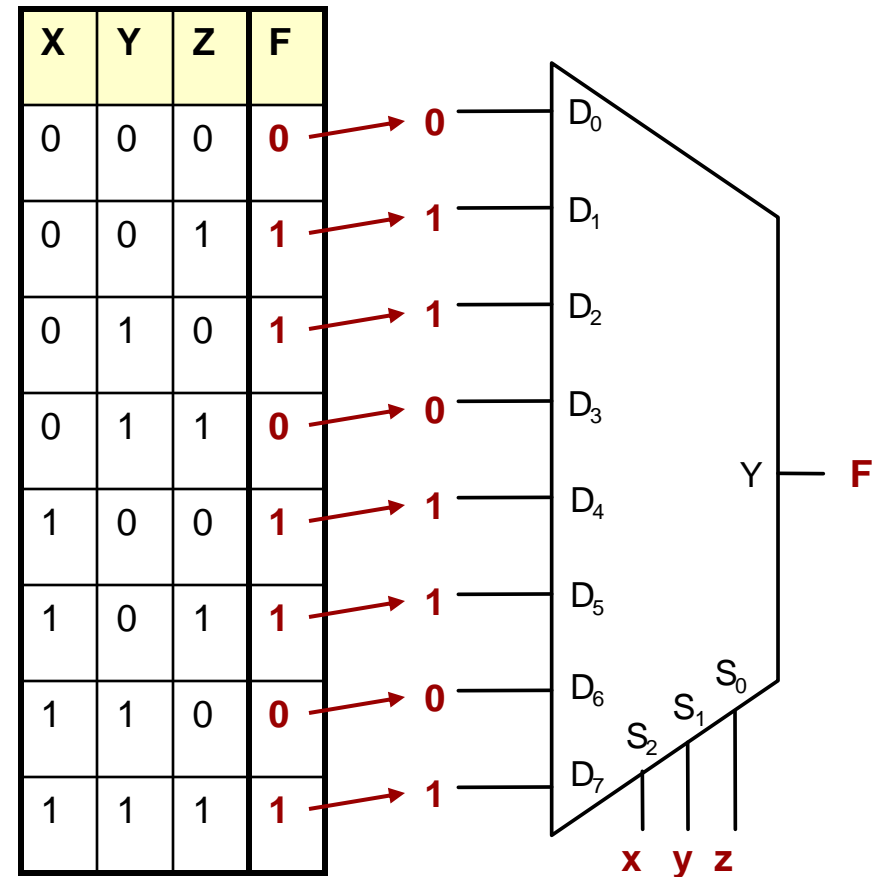 X Y Z F
0 0 0 0 0 D0
0 0 1 1 1 D1
0 1 0 1 1 D2
0 1 1 0 0 D3
Y F
1 0 0 1 1 D4
1 0 1 1 1 D5
1 1 0 0 0 D6
S2 S1 S0
1 1 1 1 1 D7
x y z